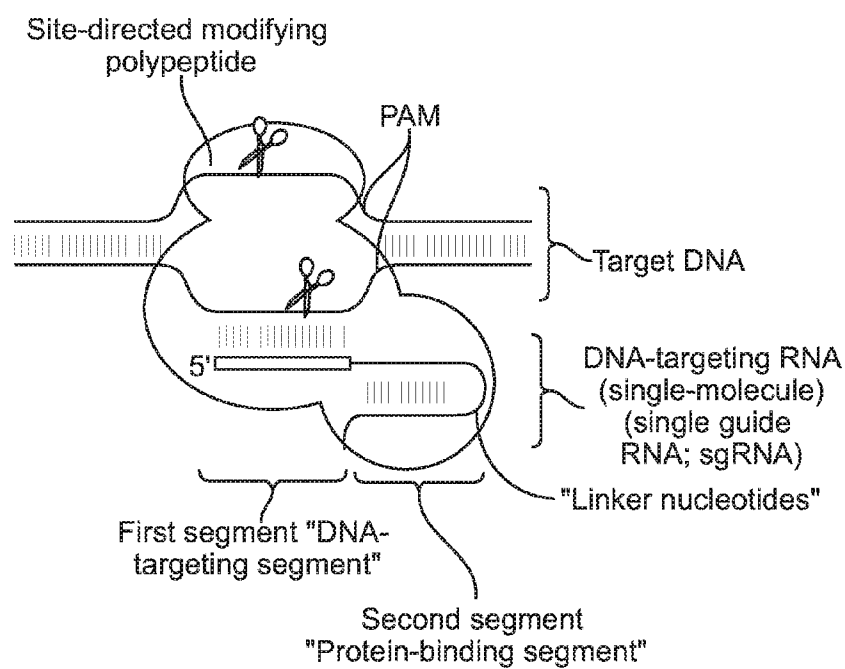 Site-directed modifying
polypeptide
PAM
Target DNA
5'
DNA-targeting RNA
(single-molecule)
(single guide
RNA; sgRNA)
"Linker nucleotides"
First segment "DNA-
targeting segment"
Second segment
"Protein-binding segment"